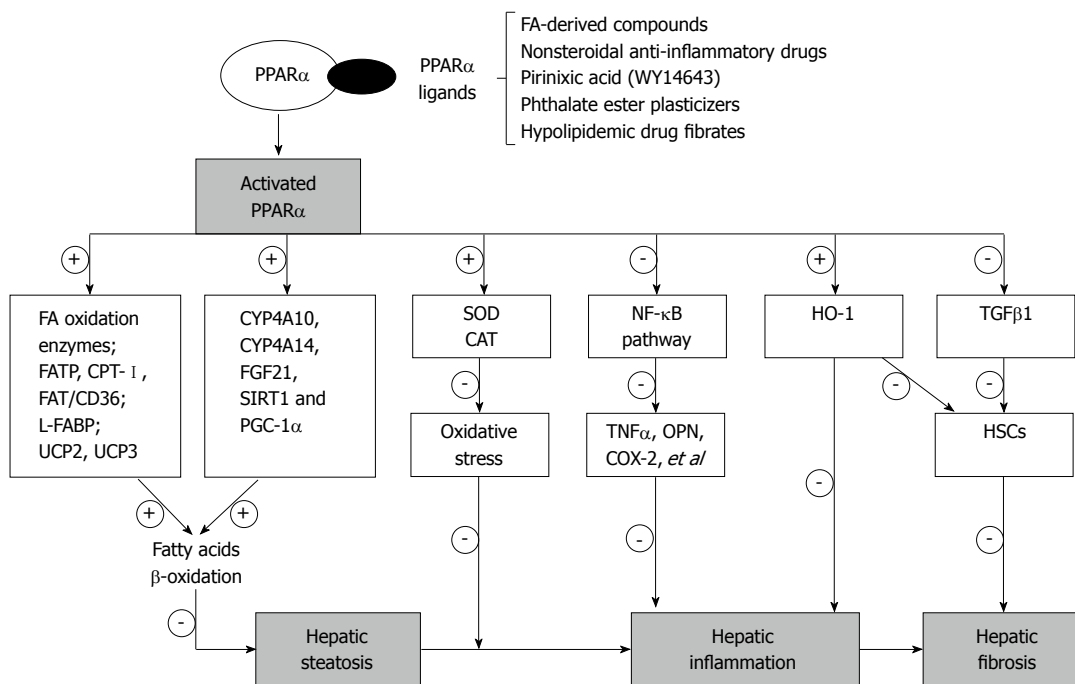 PPARα
PPARα
ligands
FA-derived compounds
Nonsteroidal anti-inflammatory drugs
Pirinixic acid (WY14643)
Phthalate ester plasticizers
Hypolipidemic drug fibrates
Activated
PPARα
+
+
+
-
+
-
FA oxidation
enzymes;
FATP, CPT-Ⅰ,
FAT/CD36;
L-FABP;
UCP2, UCP3
CYP4A10,
CYP4A14,
FGF21,
SIRT1 and
PGC-1α
SOD
CAT
NF-κB
pathway
HO-1
TGFβ1
-
-
-
-
Oxidative
stress
TNFα, OPN,
COX-2, et al
HSCs
+
+
-
-
-
-
Fatty acids
β-oxidation
-
Hepatic
steatosis
Hepatic
inflammation
Hepatic
fibrosis